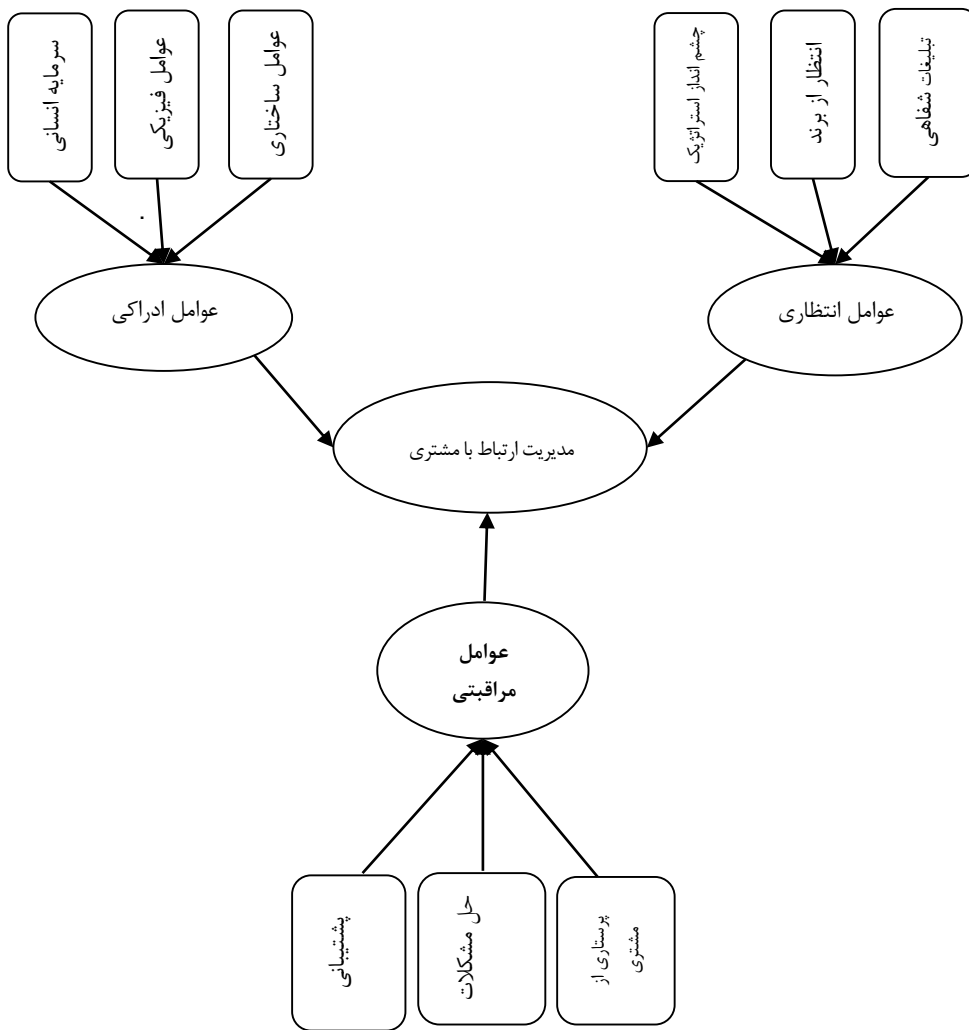 تبلیغات شفاهی
انتظار از برند
چشم انداز استراتژیک
عوامل ساختاری
عوامل فیزیکی
سرمایه انسانی
عوامل انتظاری
عوامل ادراکی
مدیریت ارتباط با مشتری
عوامل
مراقبتی
پرستاری از
مشتری
حل مشکلات
پشتیبانی